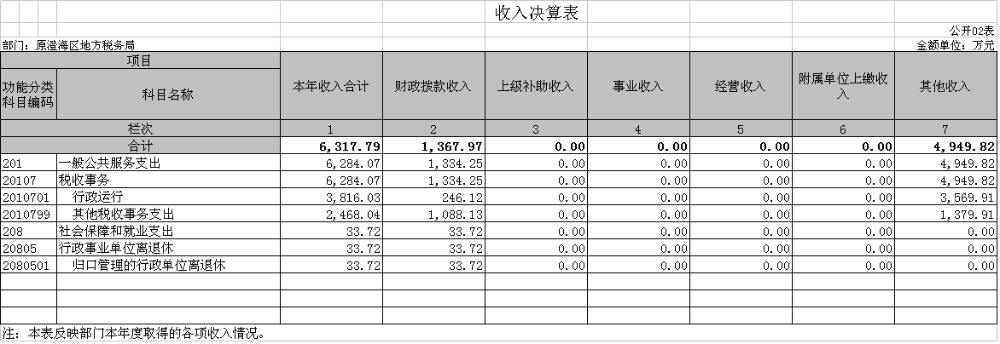 收入决算表
公开02表
部门：原澄海区地方税务局 金额单位：万元
项目 本年收入合计 财政拨款收入 上级补助收入 事业收入 经营收入 附属单位上缴收入 其他收入
功能分类科目编码 科目名称
栏次 1 2 3 4 5 6 7
合计 6,317.79 1,367.97 0.00 0.00 0.00 0.00 4,949.82
201 一般公共服务支出 6,284.07 1,334.25 0.00 0.00 0.00 0.00 4,949.82
20107 税收事务 6,284.07 1,334.25 0.00 0.00 0.00 0.00 4,949.82
2010701 行政运行 3,816.03 246.12 0.00 0.00 0.00 0.00 3,569.91
2010799 其他税收事务支出 2,468.04 1,088.13 0.00 0.00 0.00 0.00 1,379.91
208 社会保障和就业支出 33.72 33.72 0.00 0.00 0.00 0.00 0.00
20805 行政事业单位离退休 33.72 33.72 0.00 0.00 0.00 0.00 0.00
2080501 归口管理的行政单位离退休 33.72 33.72 0.00 0.00 0.00 0.00 0.00
注：本表反映部门本年度取得的各项收入情况。